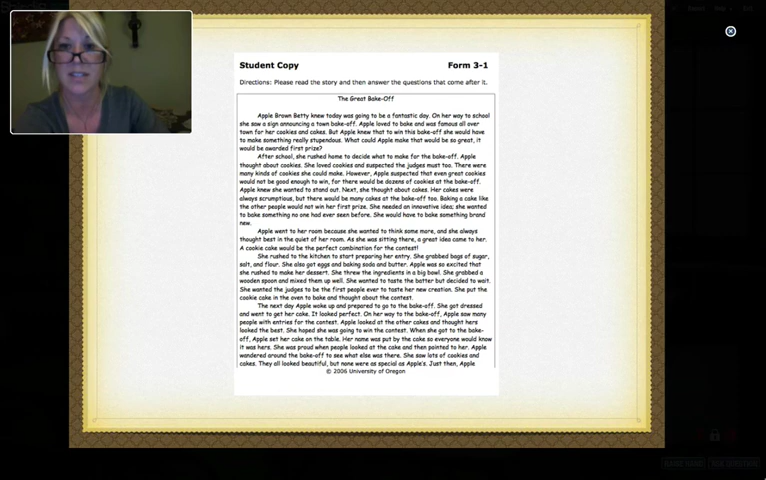 Student Copy Form 3-1
Directions: Please read the story and then answer the questions that come after it.
The Great Bake-Off
Apple Brown Betty knew today was going to be a fantastic day. On her way to school
she saw a sign announcing a town bake-off. Apple loved to bake and was famous all over
town for her cookies and cakes. But Apple knew that to win this bake-off she would have
to make something really stupendous. What could Apple make that would be so great, it
would be awarded first prize?
After school, she rushed home to decide what to make for the bake-off. Apple
thought about cookies. She loved cookies and suspected the judges must too. There were
many kinds of cookies she could make. However, Apple suspected that even great cookies
would not be good enough to win, for there would be dozens of cookies at the bake-off.
Apple knew she wanted to stand out. Next, she thought about cakes. Her cakes were
always scrumptious, but there would be many cakes at the bake-off too. Baking a cake like
the other people would not win her first prize. She needed an innovative idea; she wanted
to bake something no one had ever seen before. She would have to bake something brand
new.
Apple went to her room because she wanted to think some more, and she always
thought best in the quiet of her room. As she was sitting there, a great idea came to her.
A cookie cake would be the perfect combination for the contest!
She rushed to the kitchen to start preparing her entry. She grabbed bags of sugar,
salt, and flour. She also got eggs and baking soda and butter. Apple was so excited that
she rushed to make her dessert. She threw the ingredients in a big bowl. She grabbed a
wooden spoon and mixed them up well. She wanted to taste the batter but decided to wait.
She wanted the judges to be the first people ever to taste her new creation. She put the
cookie cake in the oven to bake and thought about the contest.
The next day Apple woke up and prepared to go to the bake-off. She got dressed
and went to get her cake. It looked perfect. On her way to the bake-off, Apple saw many
people with entries for the contest. Apple looked at the other cakes and thought hers
looked the best. She hoped she was going to win the contest. When she got to the bake-
off, Apple set her cake on the table. Her name was put by the cake so everyone would know
it was hers. She was proud when people looked at the cake and then pointed to her. Apple
wandered around the bake-off to see what else was there. She saw lots of cookies and
cakes. They all looked beautiful, but none were as special as Apple's. Just then, Apple
© 2006 University of Oregon